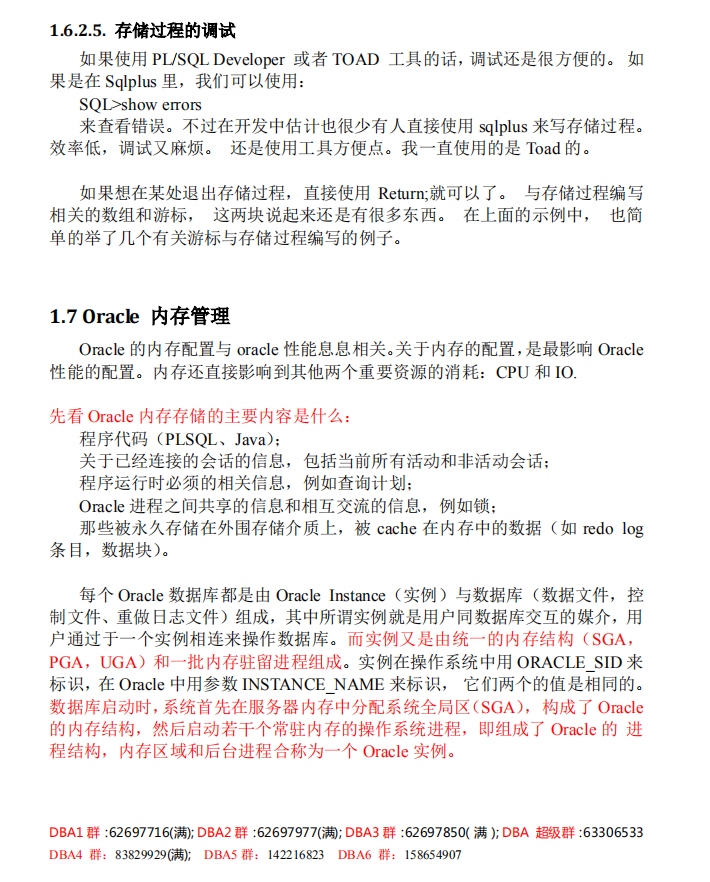 1.6.2.5. 存储过程的调试
如果使用 PL/SQL Developer 或者 TOAD 工具的话，调试还是很方便的。 如
果是在 Sqlplus 里，我们可以使用：
SQL>show errors
来查看错误。不过在开发中估计也很少有人直接使用 sqlplus 来写存储过程。
效率低，调试又麻烦。 还是使用工具方便点。我一直使用的是 Toad 的。
如果想在某处退出存储过程，直接使用 Return;就可以了。 与存储过程编写
相关的数组和游标， 这两块说起来还是有很多东西。 在上面的示例中， 也简
单的举了几个有关游标与存储过程编写的例子。
1.7 Oracle 内存管理
Oracle 的内存配置与 oracle 性能息息相关。关于内存的配置，是最影响 Oracle
性能的配置。内存还直接影响到其他两个重要资源的消耗：CPU 和 IO.
先看 Oracle 内存存储的主要内容是什么：
程序代码（PLSQL、Java）；
关于已经连接的会话的信息，包括当前所有活动和非活动会话；
程序运行时必须的相关信息，例如查询计划；
Oracle 进程之间共享的信息和相互交流的信息，例如锁；
那些被永久存储在外围存储介质上，被 cache 在内存中的数据（如 redo log
条目，数据块）。
每个 Oracle 数据库都是由 Oracle Instance（实例）与数据库（数据文件，控
制文件、重做日志文件）组成，其中所谓实例就是用户同数据库交互的媒介，用
户通过于一个实例相连来操作数据库。而实例又是由统一的内存结构（SGA，
PGA，UGA）和一批内存驻留进程组成。实例在操作系统中用 ORACLE_SID 来
标识，在 Oracle 中用参数 INSTANCE_NAME 来标识， 它们两个的值是相同的。
数据库启动时，系统首先在服务器内存中分配系统全局区（SGA），构成了 Oracle
的内存结构，然后启动若干个常驻内存的操作系统进程，即组成了 Oracle 的 进
程结构，内存区域和后台进程合称为一个 Oracle 实例。
DBA1 群 :62697716(满); DBA2 群 :62697977(满); DBA3 群 :62697850( 满 ); DBA 超级群 :63306533
DBA4 群：83829929(满); DBA5 群：142216823 DBA6 群：158654907